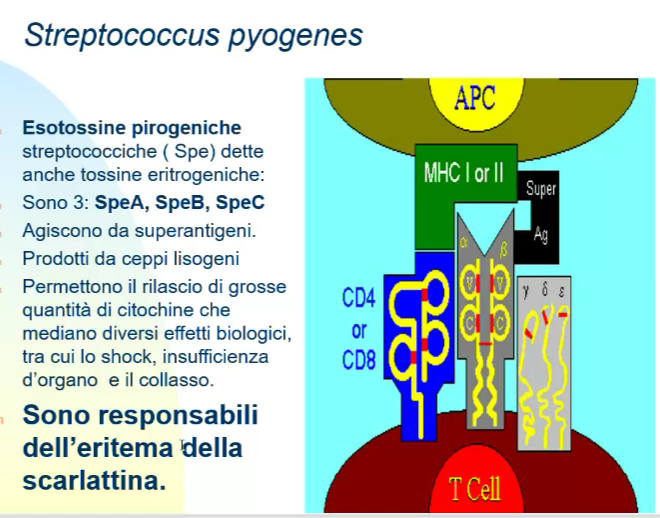 Streptococcus pyogenes
Esotossine pirogeniche
streptococciche ( Spe) dette
anche tossine eritrogeniche:
Sono 3: SpeA, SpeB, SpeC
Agiscono da superantigeni.
Prodotti da ceppi lisogeni
Permettono il rilascio di grosse
quantità di citochine che
mediano diversi effetti biologici,
tra cui lo shock, insufficienza
d'organo e il collasso.
Sono responsabili
dell'eritema della
scarlattina.
APC
MHC I or II
Super
Ag
α β
V V
C C
γ δ ε
CD4
or
CD8
T Cell